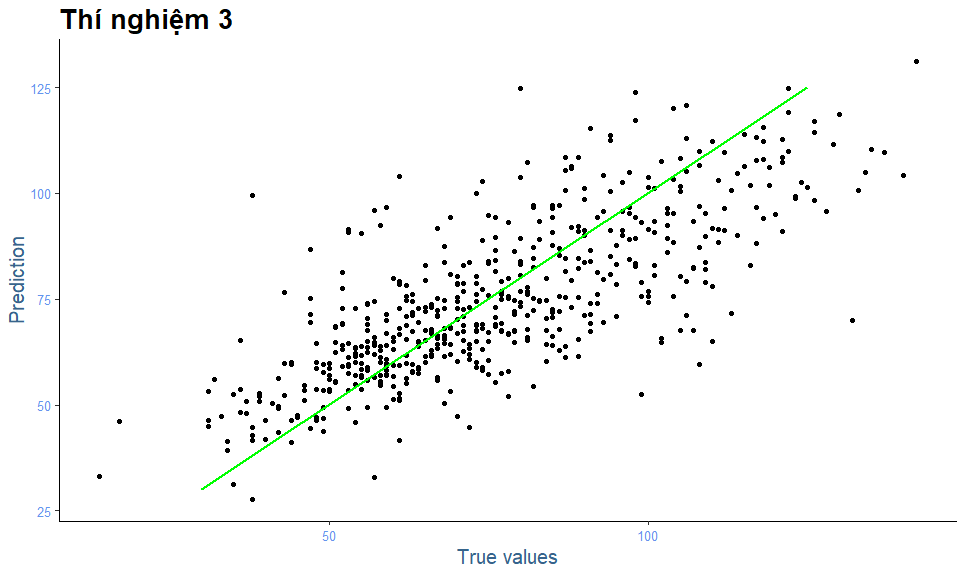 Thí nghiệm 3
125
100
75
50
25
Prediction
50
100
True values